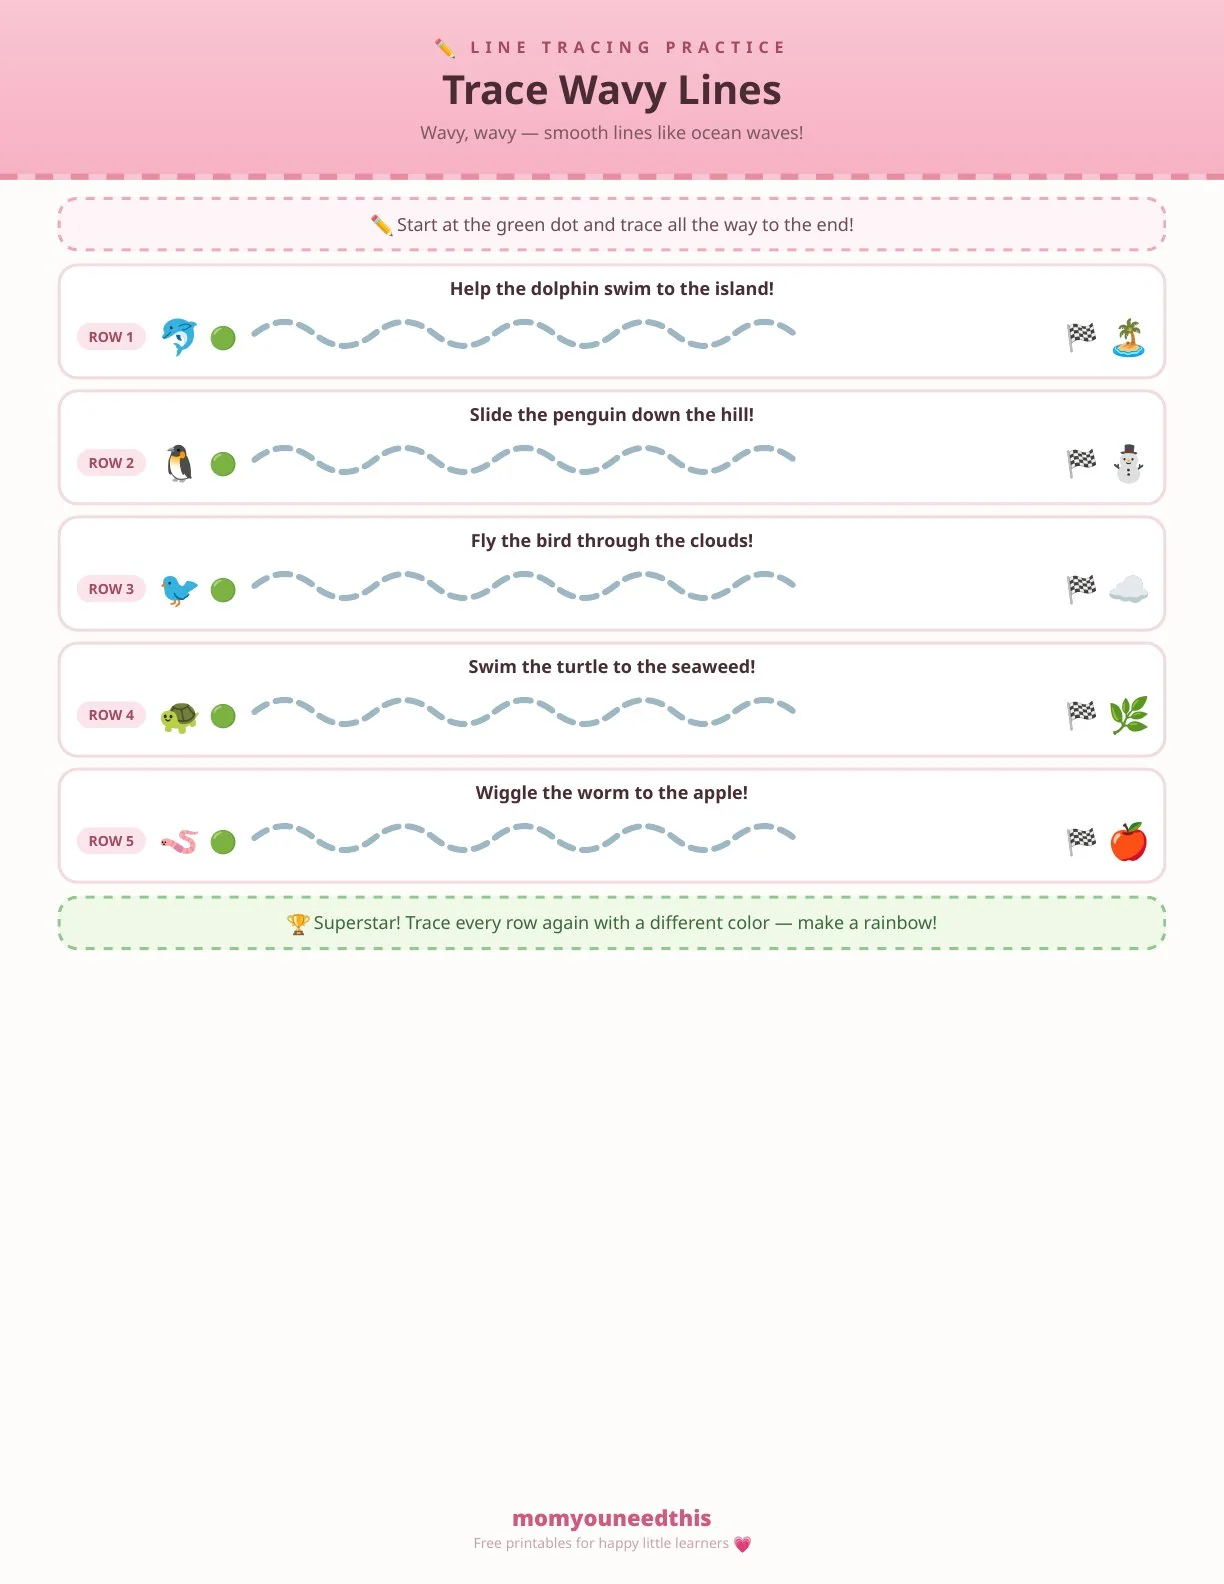 ✏️ LINE TRACING PRACTICE
Trace Wavy Lines
Wavy, wavy — smooth lines like ocean waves!
✏️ Start at the green dot and trace all the way to the end!
Help the dolphin swim to the island!
ROW 1
Slide the penguin down the hill!
ROW 2
Fly the bird through the clouds!
ROW 3
Swim the turtle to the seaweed!
ROW 4
Wiggle the worm to the apple!
ROW 5
🏆 Superstar! Trace every row again with a different color — make a rainbow!
momyouneedthis
Free printables for happy little learners 💗